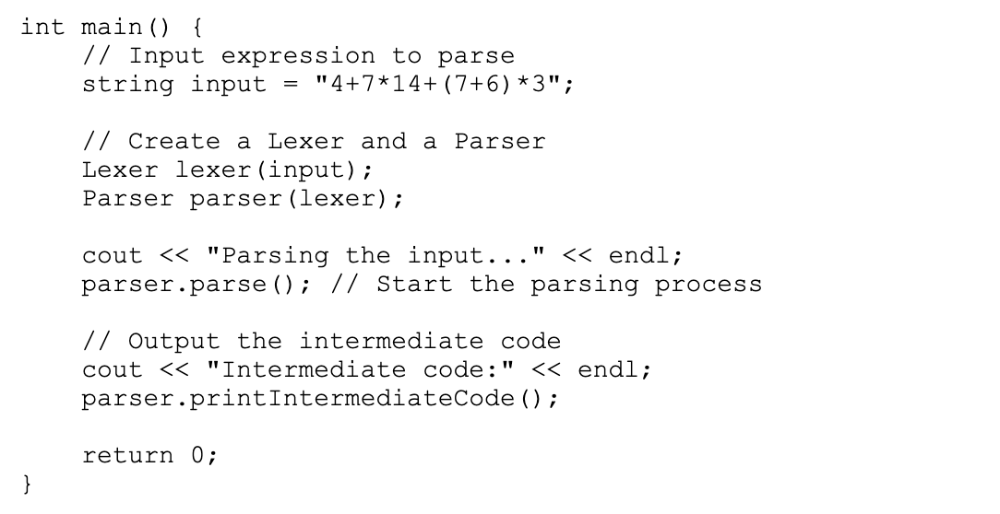 int main() {
    // Input expression to parse
    string input = "4+7*14+(7+6)*3";

    // Create a Lexer and a Parser
    Lexer lexer(input);
    Parser parser(lexer);

    cout << "Parsing the input..." << endl;
    parser.parse(); // Start the parsing process

    // Output the intermediate code
    cout << "Intermediate code:" << endl;
    parser.printIntermediateCode();

    return 0;
}